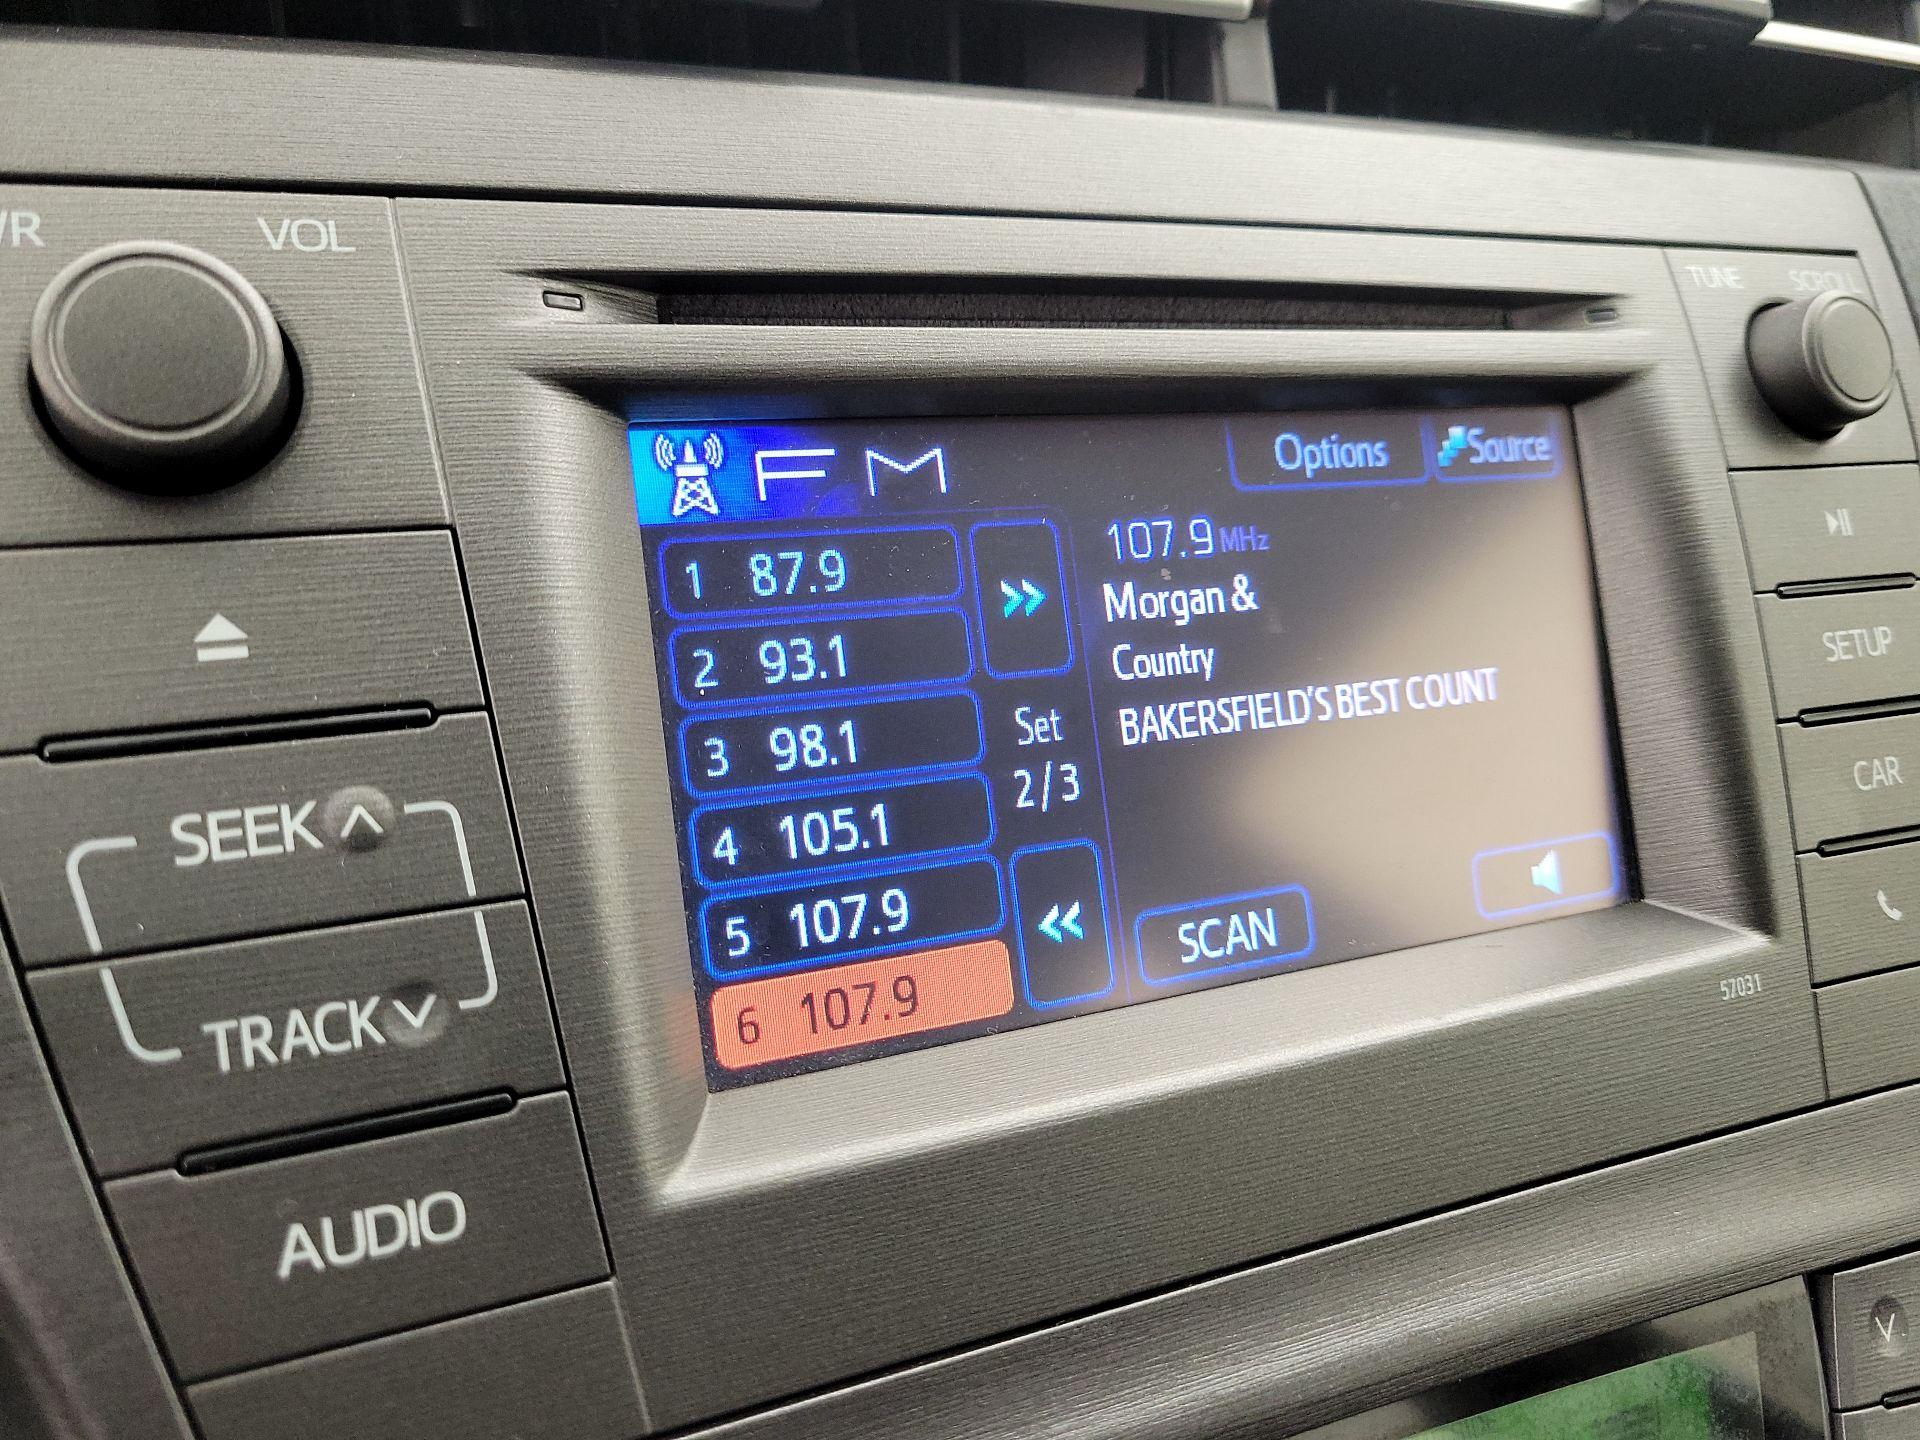 VOL
TUNE SCROLL
FM
Options
Source
1 87.9
2 93.1
3 98.1
4 105.1
5 107.9
6 107.9
Set
2/3
107.9 MHz
Morgan &
Country
BAKERSFIELD'S BEST COUNT
SCAN
57031
SEEK
TRACK
AUDIO
SETUP
CAR